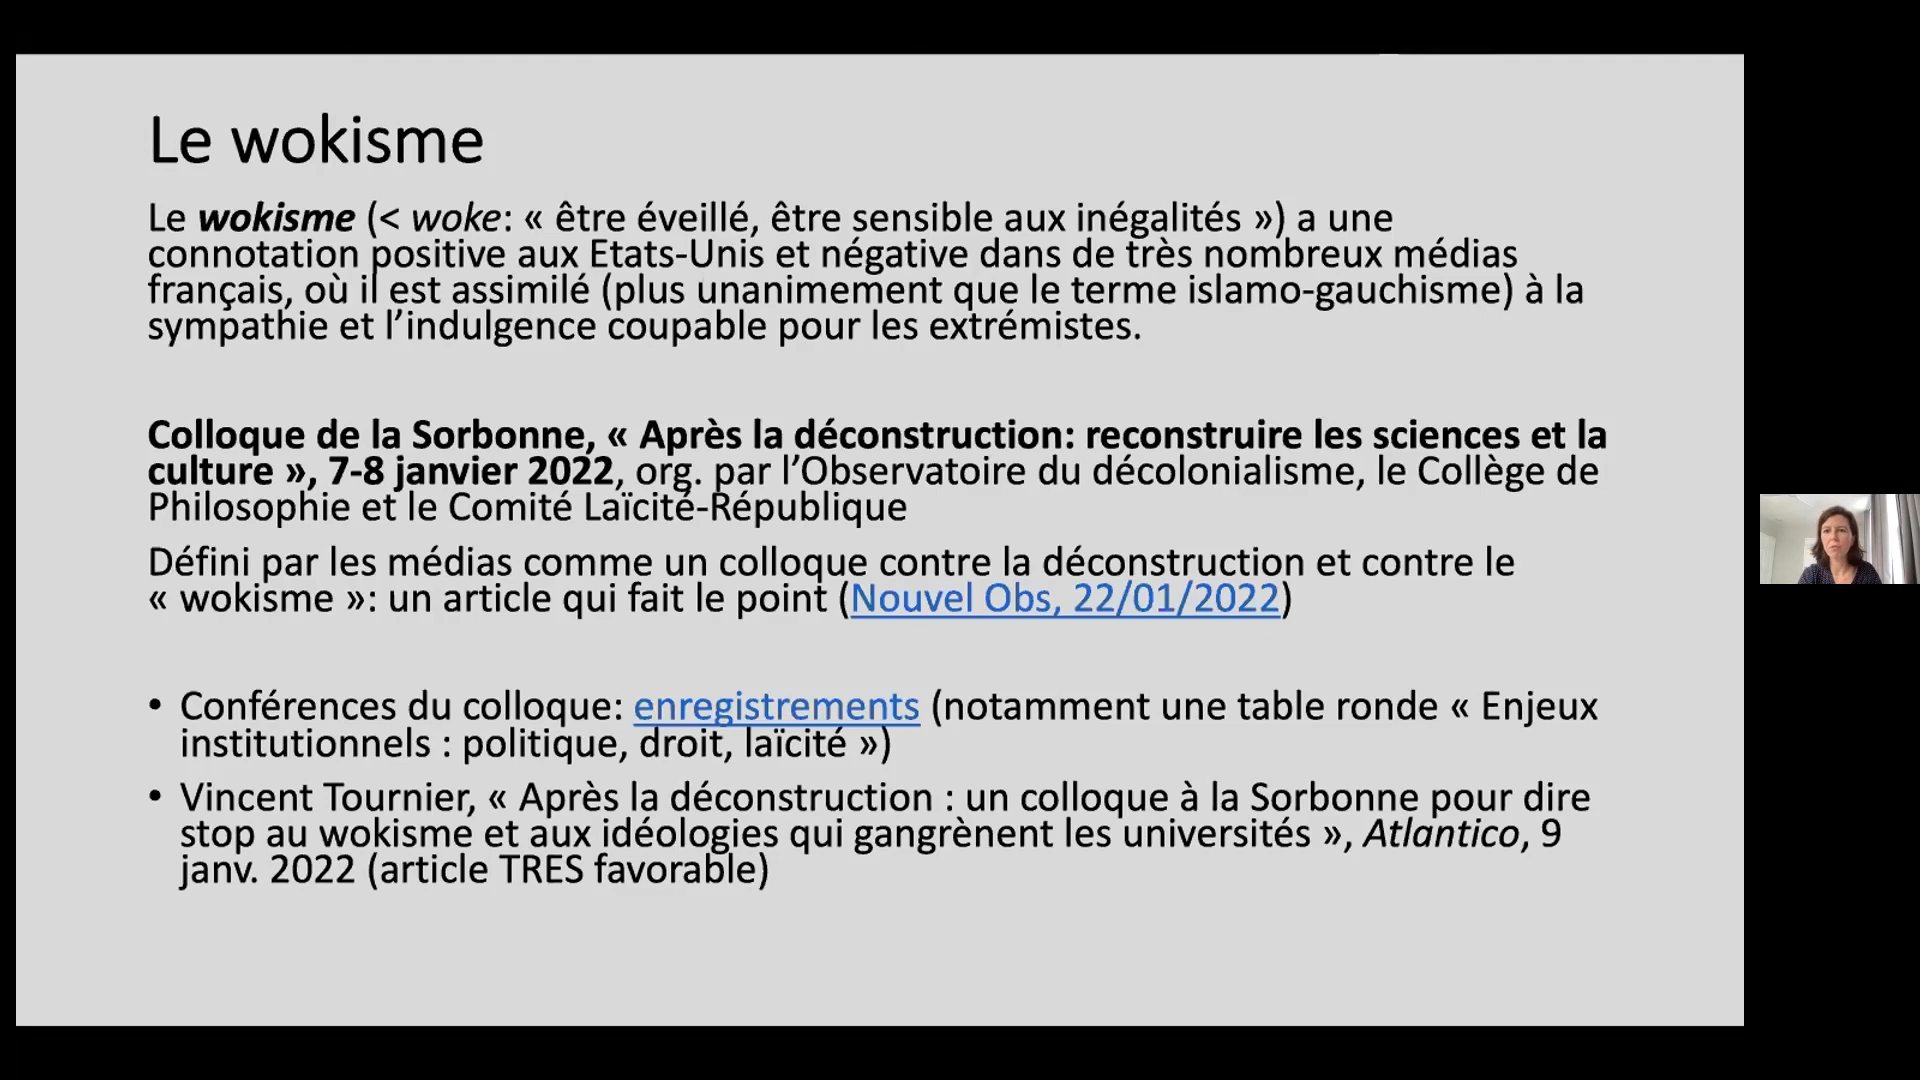 Le wokisme
Le wokisme (< woke: « être éveillé, être sensible aux inégalités ») a une
connotation positive aux Etats-Unis et négative dans de très nombreux médias
français, où il est assimilé (plus unanimement que le terme islamo-gauchisme) à la
sympathie et l’indulgence coupable pour les extrémistes.
Colloque de la Sorbonne, « Après la déconstruction: reconstruire les sciences et la
culture », 7-8 janvier 2022, org. par l’Observatoire du décolonialisme, le Collège de
Philosophie et le Comité Laïcité-République
Défini par les médias comme un colloque contre la déconstruction et contre le
« wokisme »: un article qui fait le point (Nouvel Obs, 22/01/2022)
• Conférences du colloque: enregistrements (notamment une table ronde « Enjeux
institutionnels : politique, droit, laïcité »)
• Vincent Tournier, « Après la déconstruction : un colloque à la Sorbonne pour dire
stop au wokisme et aux idéologies qui gangrènent les universités », Atlantico, 9
janv. 2022 (article TRES favorable)